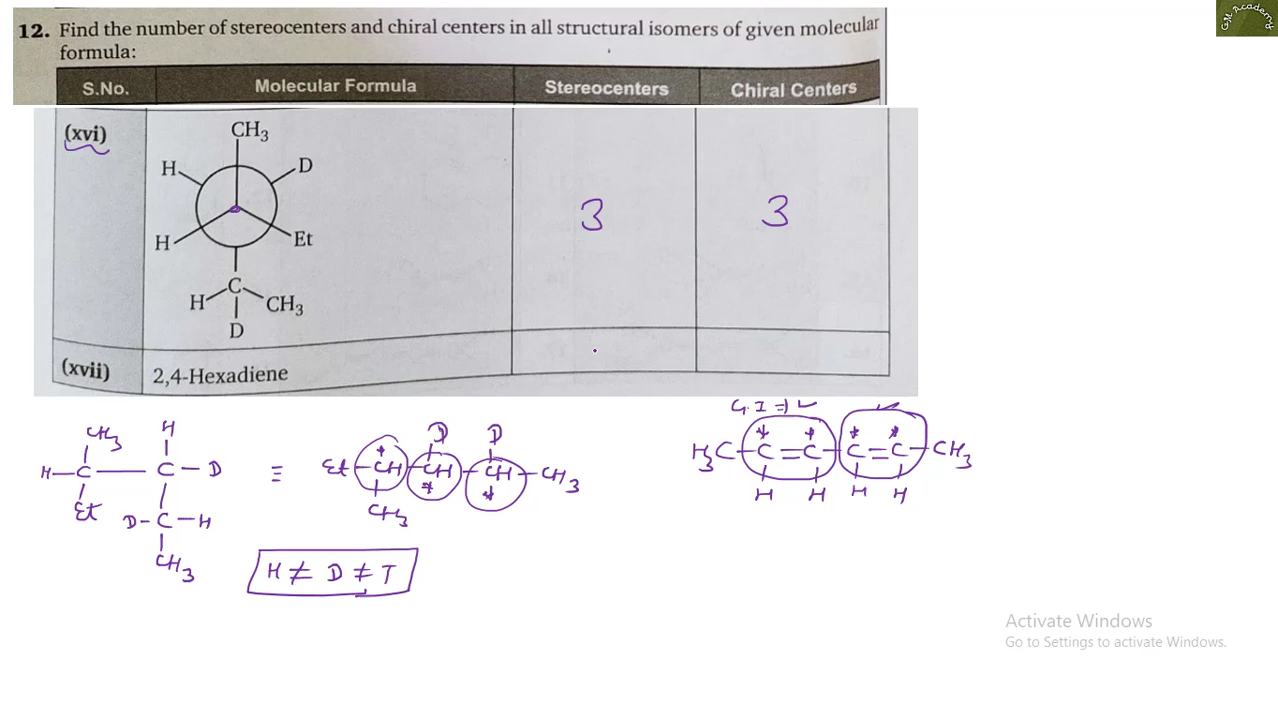 GM Academy
12. Find the number of stereocenters and chiral centers in all structural isomers of given molecular
formula:
S.No. Molecular Formula Stereocenters Chiral Centers
(xvi)
CH3
H D
H Et
C
H CH3
D
3 3
(xvii) 2,4-Hexadiene
G.I ⇒ ✓ ✓
CH3 H
H—C——C—D
Et D-C-H
CH3
≡
D D
Et-CH-CH-CH-CH3
CH3
* * *
H ≠ D ≠ T
* * * *
H3C-C=C-C=C-CH3
H H H H
Activate Windows
Go to Settings to activate Windows.